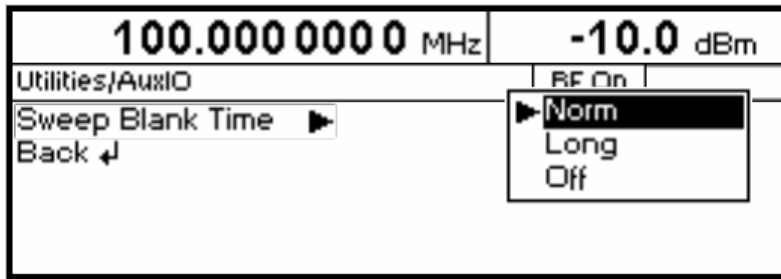 100.000 000 0 MHz -10.0 dBm
Utilities/AuxIO RF On
Sweep Blank Time
Norm
Back
Long
Off